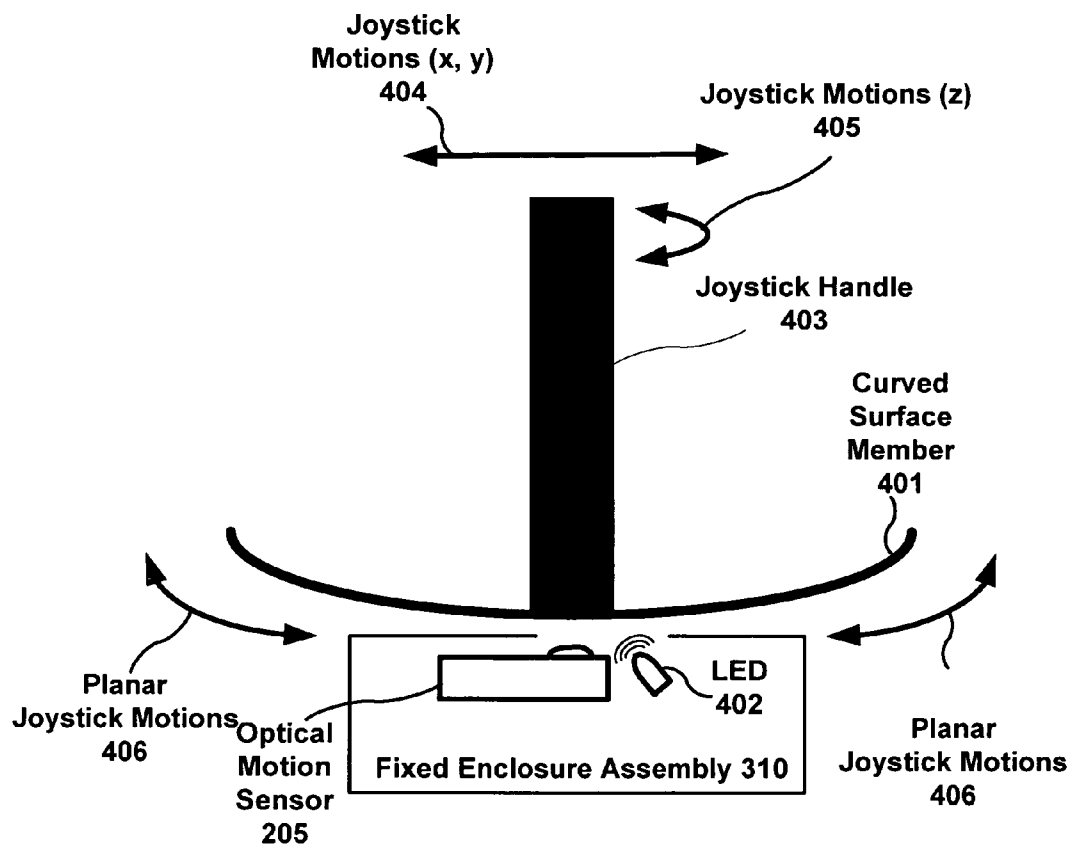 Joystick
Motions (x, y)
404
Joystick Motions (z)
405
Joystick Handle
403
Curved
Surface
Member
401
LED
402
Planar
Joystick Motions
406
Optical
Motion
Sensor
205
Fixed Enclosure Assembly 310
Planar
Joystick Motions
406